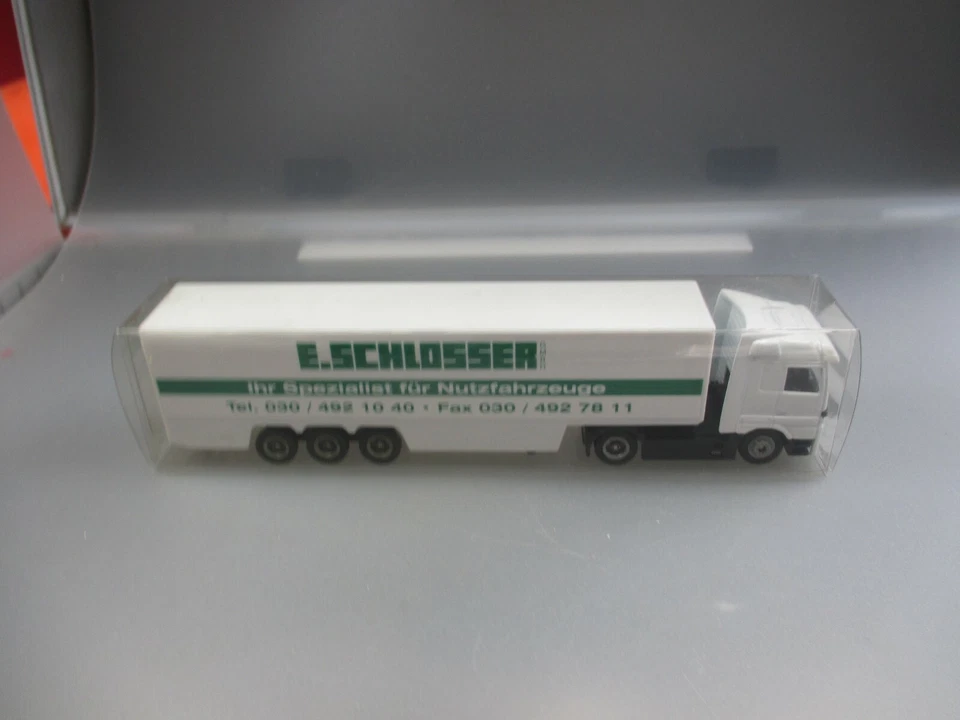 E.SCHLOSSER
Ihr Spezialist für Nutzfahrzeuge
Tel. 030 / 492 10 40 · Fax 030 / 492 78 11